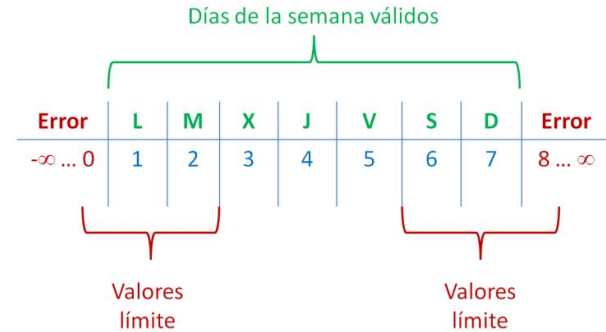 Días de la semana válidos
Error L M X J V S D Error
-∞ ... 0 1 2 3 4 5 6 7 8 ... ∞
Valores límite
Valores límite